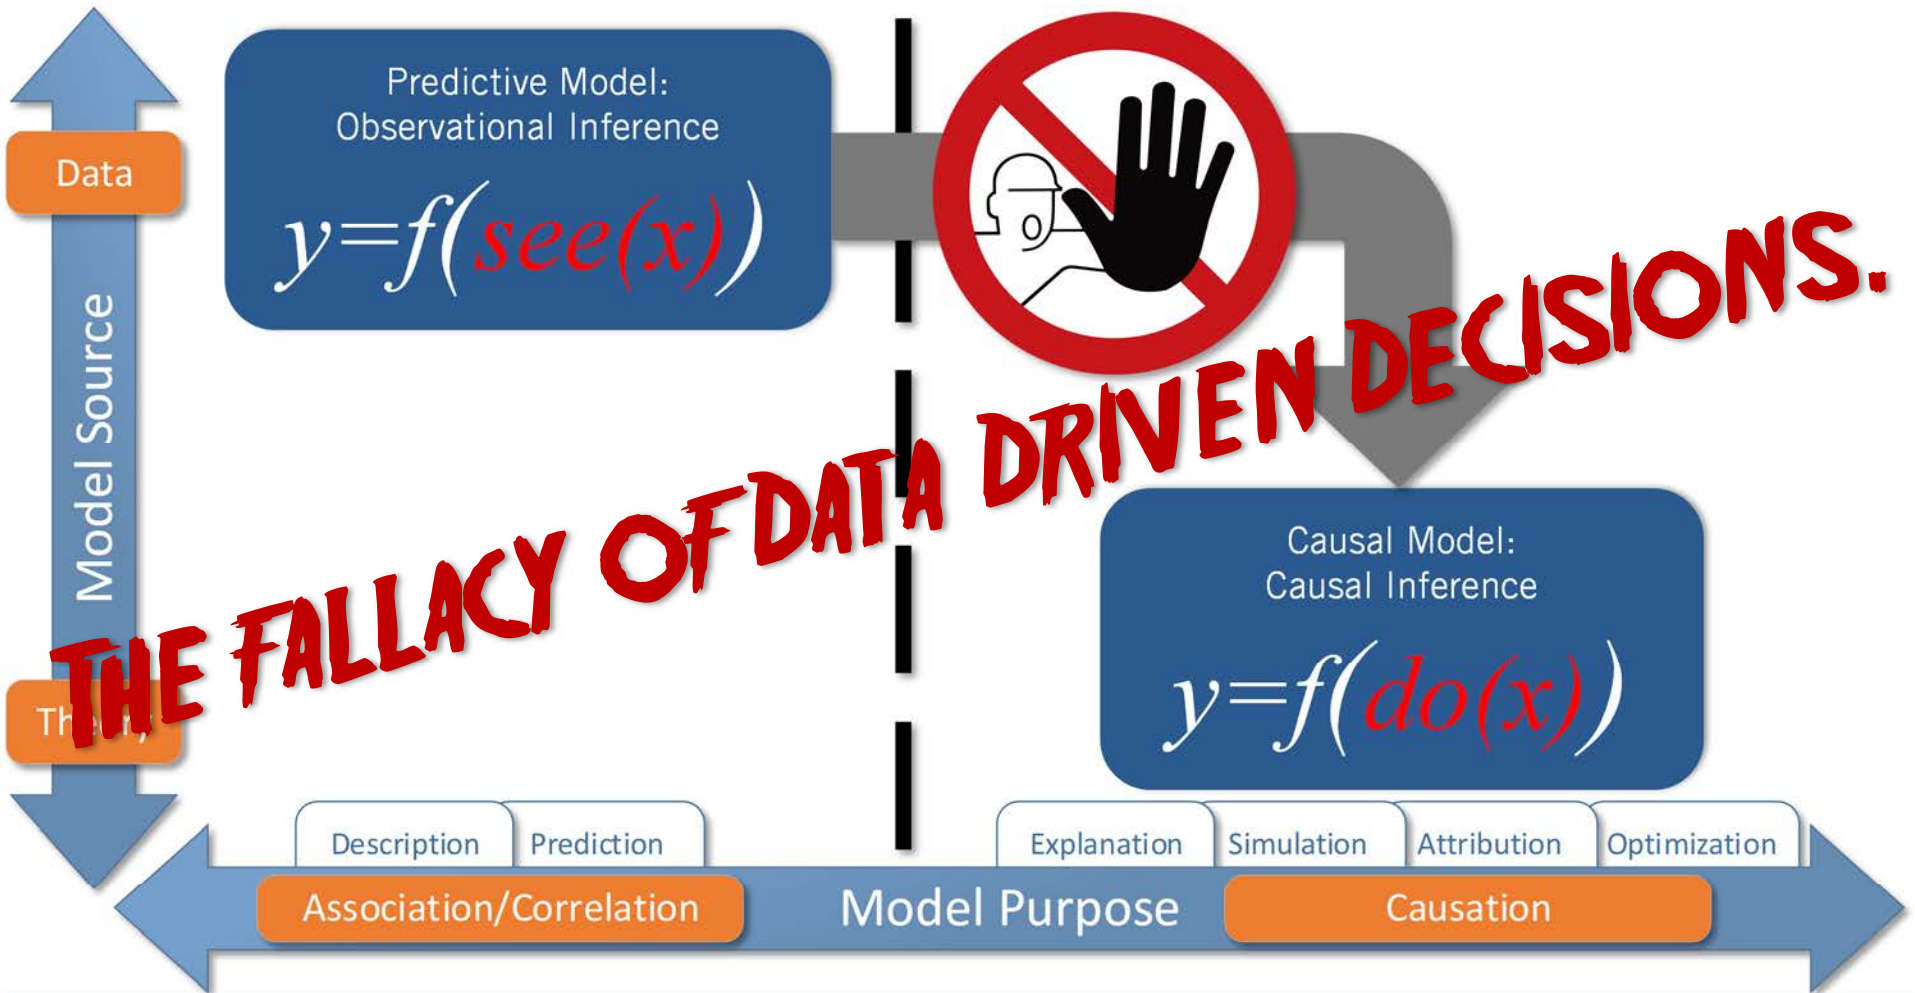 Predictive Model:
Observational Inference
y=f(see(x))
Data
Model Source
THE FALLACY OF DATA DRIVEN DECISIONS.
Causal Model:
Causal Inference
y=f(do(x))
Description
Prediction
Explanation
Simulation
Attribution
Optimization
Association/Correlation
Model Purpose
Causation